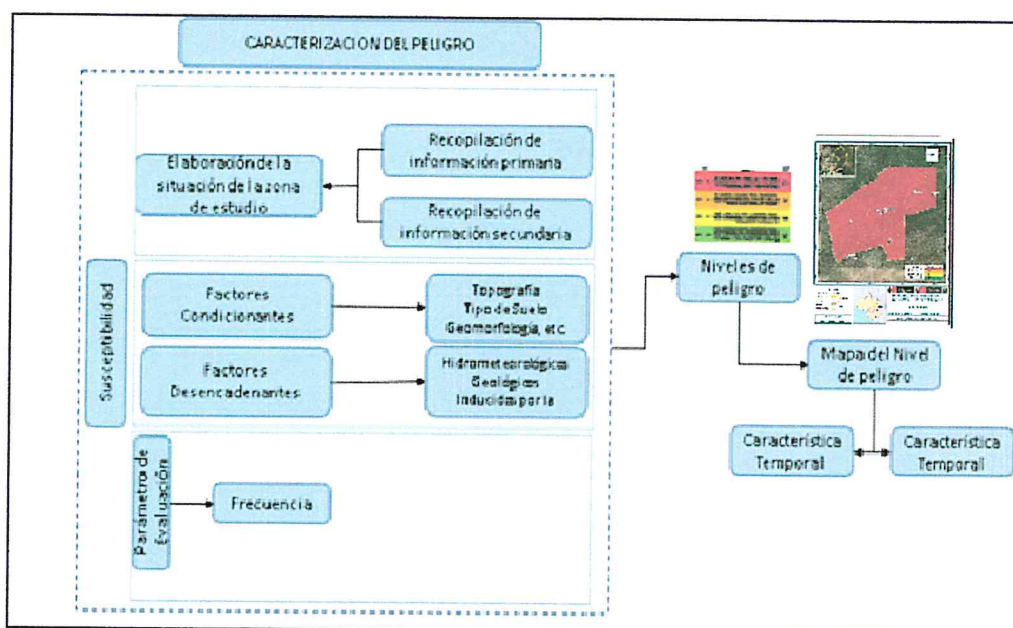 CARACTERIZACION DEL PELIGRO
Elaboración de la
situación de la zona
de estudio
Recopilación de
información primaria
Recopilación de
información secundaria
Susceptibilidad
Factores
Condicionantes
Topografía
Tipo de Suelo
Geomorfología, etc
Factores
Desencadenantes
Hidrometeorológicos
Geológicos
Inducidos por la
Parámetro de
Evaluación
Frecuencia
Niveles de
peligro
Mapa del Nivel
de peligro
Característica
Temporal
Característica
Temporal